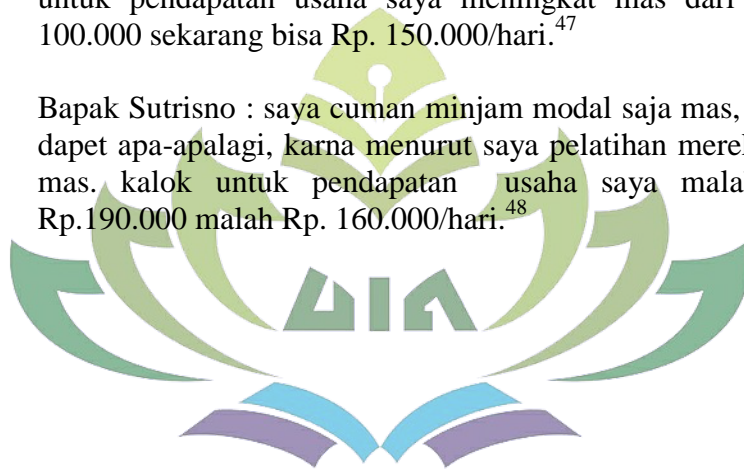 untuk pendapatan usaha saya meningkat mas dari
100.000 sekarang bisa Rp. 150.000/hari.47
Bapak Sutrisno : saya cuman minjam modal saja mas,
dapet apa-apalagi, karna menurut saya pelatihan
mas. kalok untuk pendapatan usaha saya
Rp.190.000 malah Rp. 160.000/hari.48
UIN